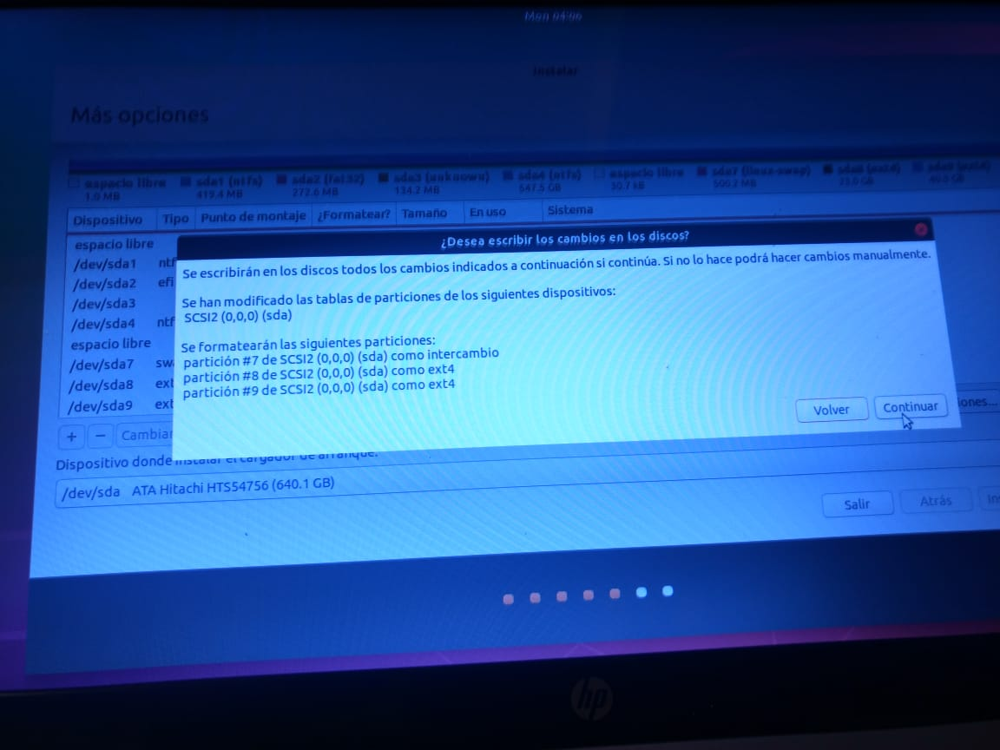 Mon 04:06
Instalar
Más opciones
espacio libre
1.0 MB
sda1 (ntfs)
419.4 MB
sda2 (fat32)
272.6 MB
sda3 (unknown)
134.2 MB
sda4 (ntfs)
547.5 GB
espacio libre
30.7 kB
sda7 (linux-swap)
500.2 MB
sda8 (ext4)
25.0 GB
sda9 (ext4)
Dispositivo Tipo Punto de montaje ¿Formatear? Tamaño En uso Sistema
espacio libre
/dev/sda1 ntf
/dev/sda2 efi
/dev/sda3
/dev/sda4 ntf
espacio libre
/dev/sda7 sw
/dev/sda8 ext
/dev/sda9 ext
¿Desea escribir los cambios en los discos?
Se escribirán en los discos todos los cambios indicados a continuación si continúa. Si no lo hace podrá hacer cambios manualmente.
Se han modificado las tablas de particiones de los siguientes dispositivos:
SCSI2 (0,0,0) (sda)
Se formatearán las siguientes particiones:
partición #7 de SCSI2 (0,0,0) (sda) como intercambio
partición #8 de SCSI2 (0,0,0) (sda) como ext4
partición #9 de SCSI2 (0,0,0) (sda) como ext4
Volver Continuar
+ − Cambiar
iones...
Dispositivo donde instalar el cargador de arranque:
/dev/sda ATA Hitachi HTS54756 (640.1 GB)
Salir Atrás In
hp